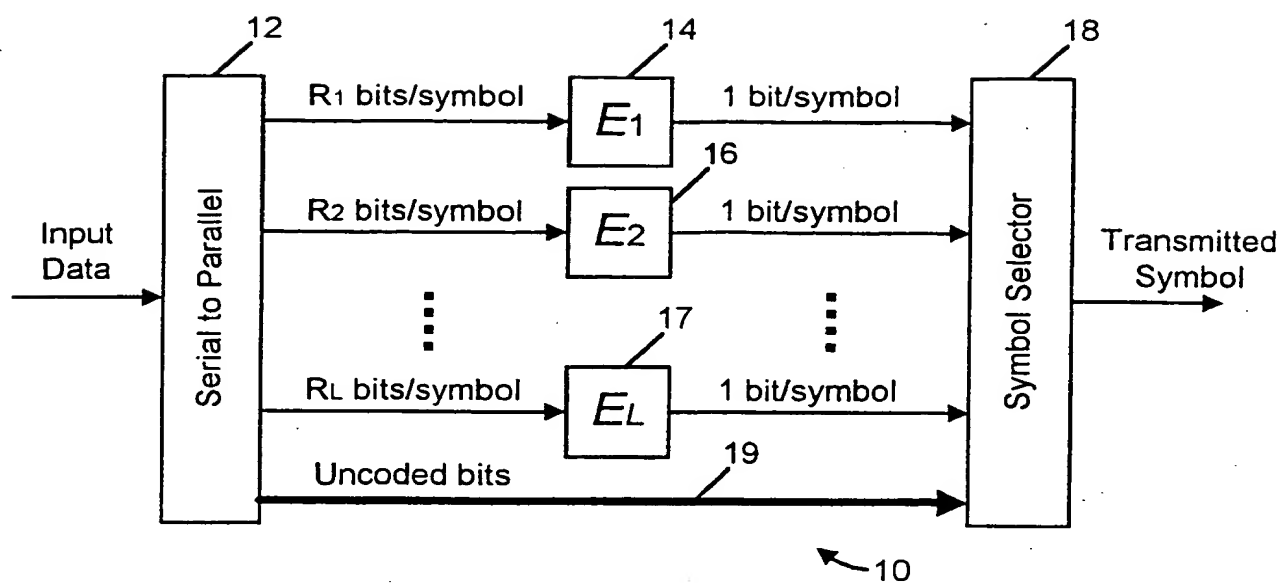 12
14
18
R1 bits/symbol
E1
1 bit/symbol
16
R2 bits/symbol
E2
1 bit/symbol
Input
Data
Serial to Parallel
Symbol Selector
Transmitted
Symbol
17
RL bits/symbol
EL
1 bit/symbol
Uncoded bits
19
10